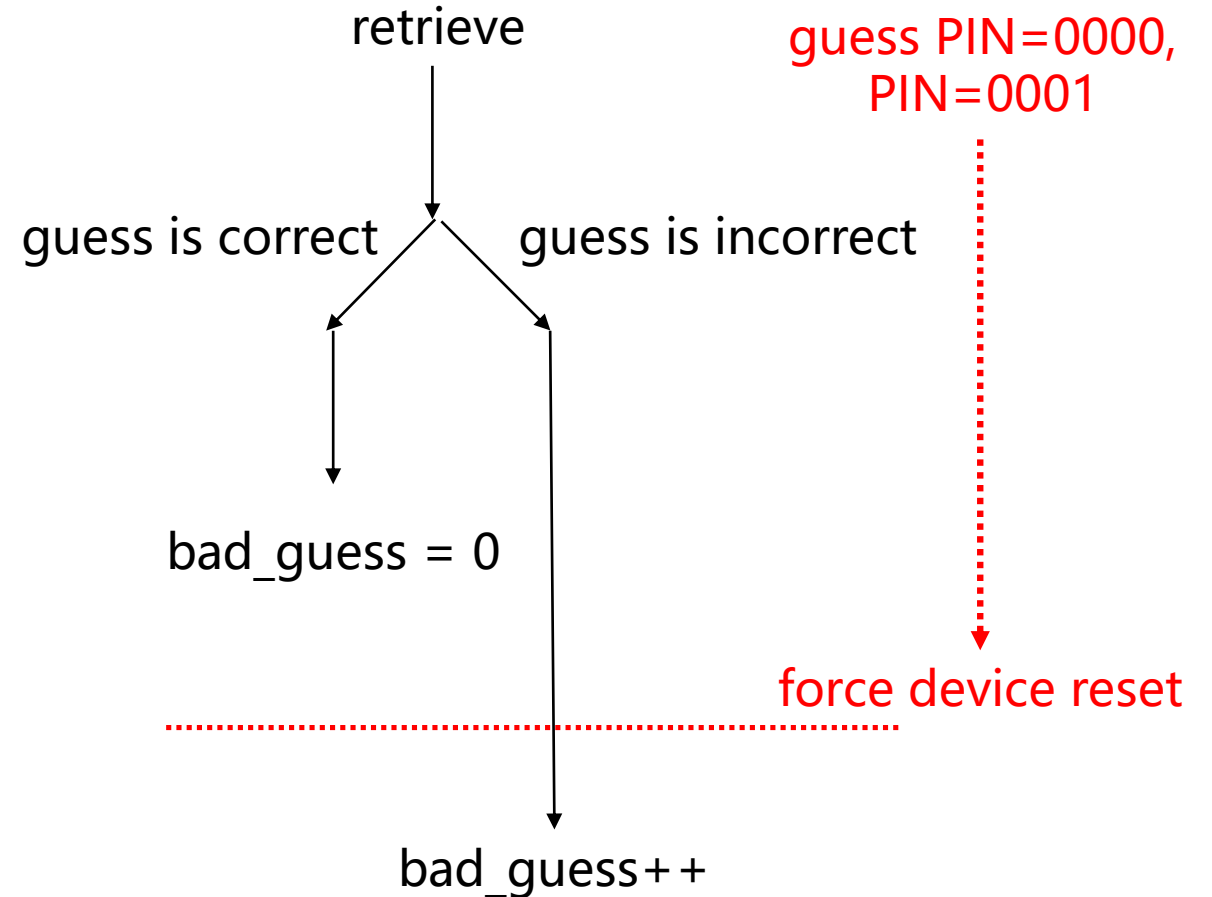 retrieve
guess PIN=0000,
PIN=0001
guess is correct
guess is incorrect
bad_guess = 0
force device reset
bad_guess++